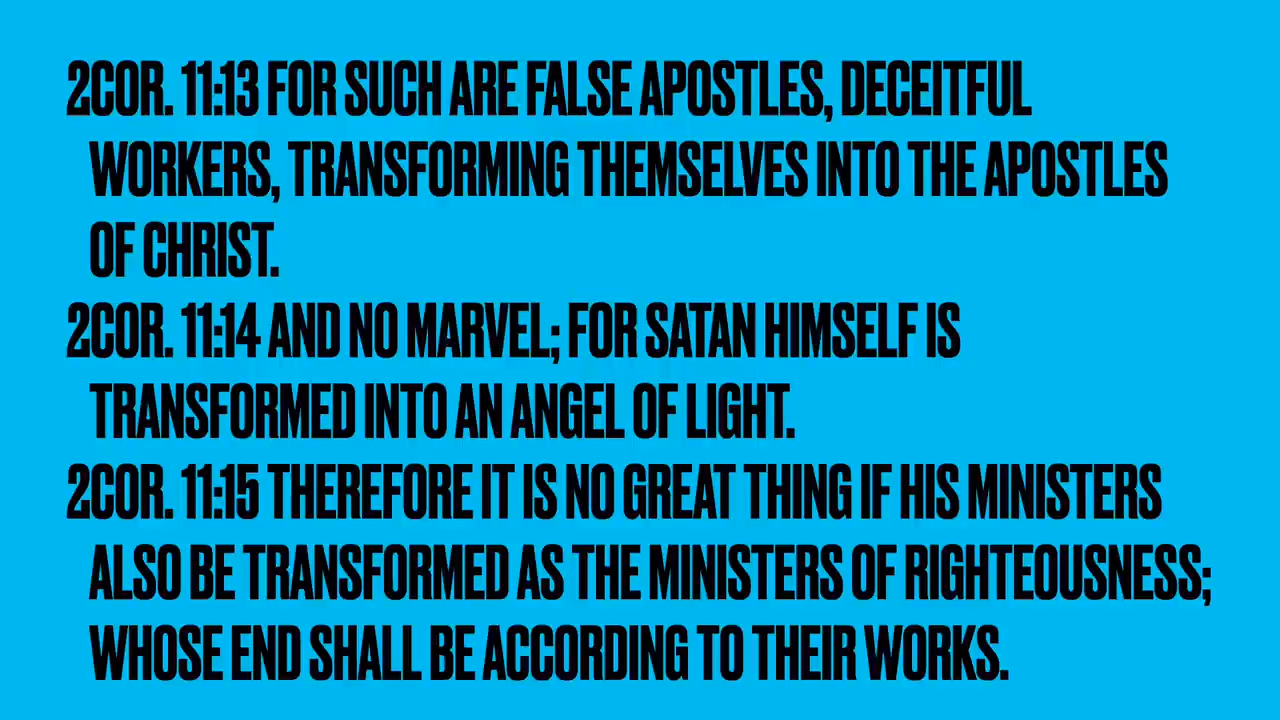 2COR. 11:13 FOR SUCH ARE FALSE APOSTLES, DECEITFUL
WORKERS, TRANSFORMING THEMSELVES INTO THE APOSTLES
OF CHRIST.
2COR. 11:14 AND NO MARVEL; FOR SATAN HIMSELF IS
TRANSFORMED INTO AN ANGEL OF LIGHT.
2COR. 11:15 THEREFORE IT IS NO GREAT THING IF HIS MINISTERS
ALSO BE TRANSFORMED AS THE MINISTERS OF RIGHTEOUSNESS;
WHOSE END SHALL BE ACCORDING TO THEIR WORKS.